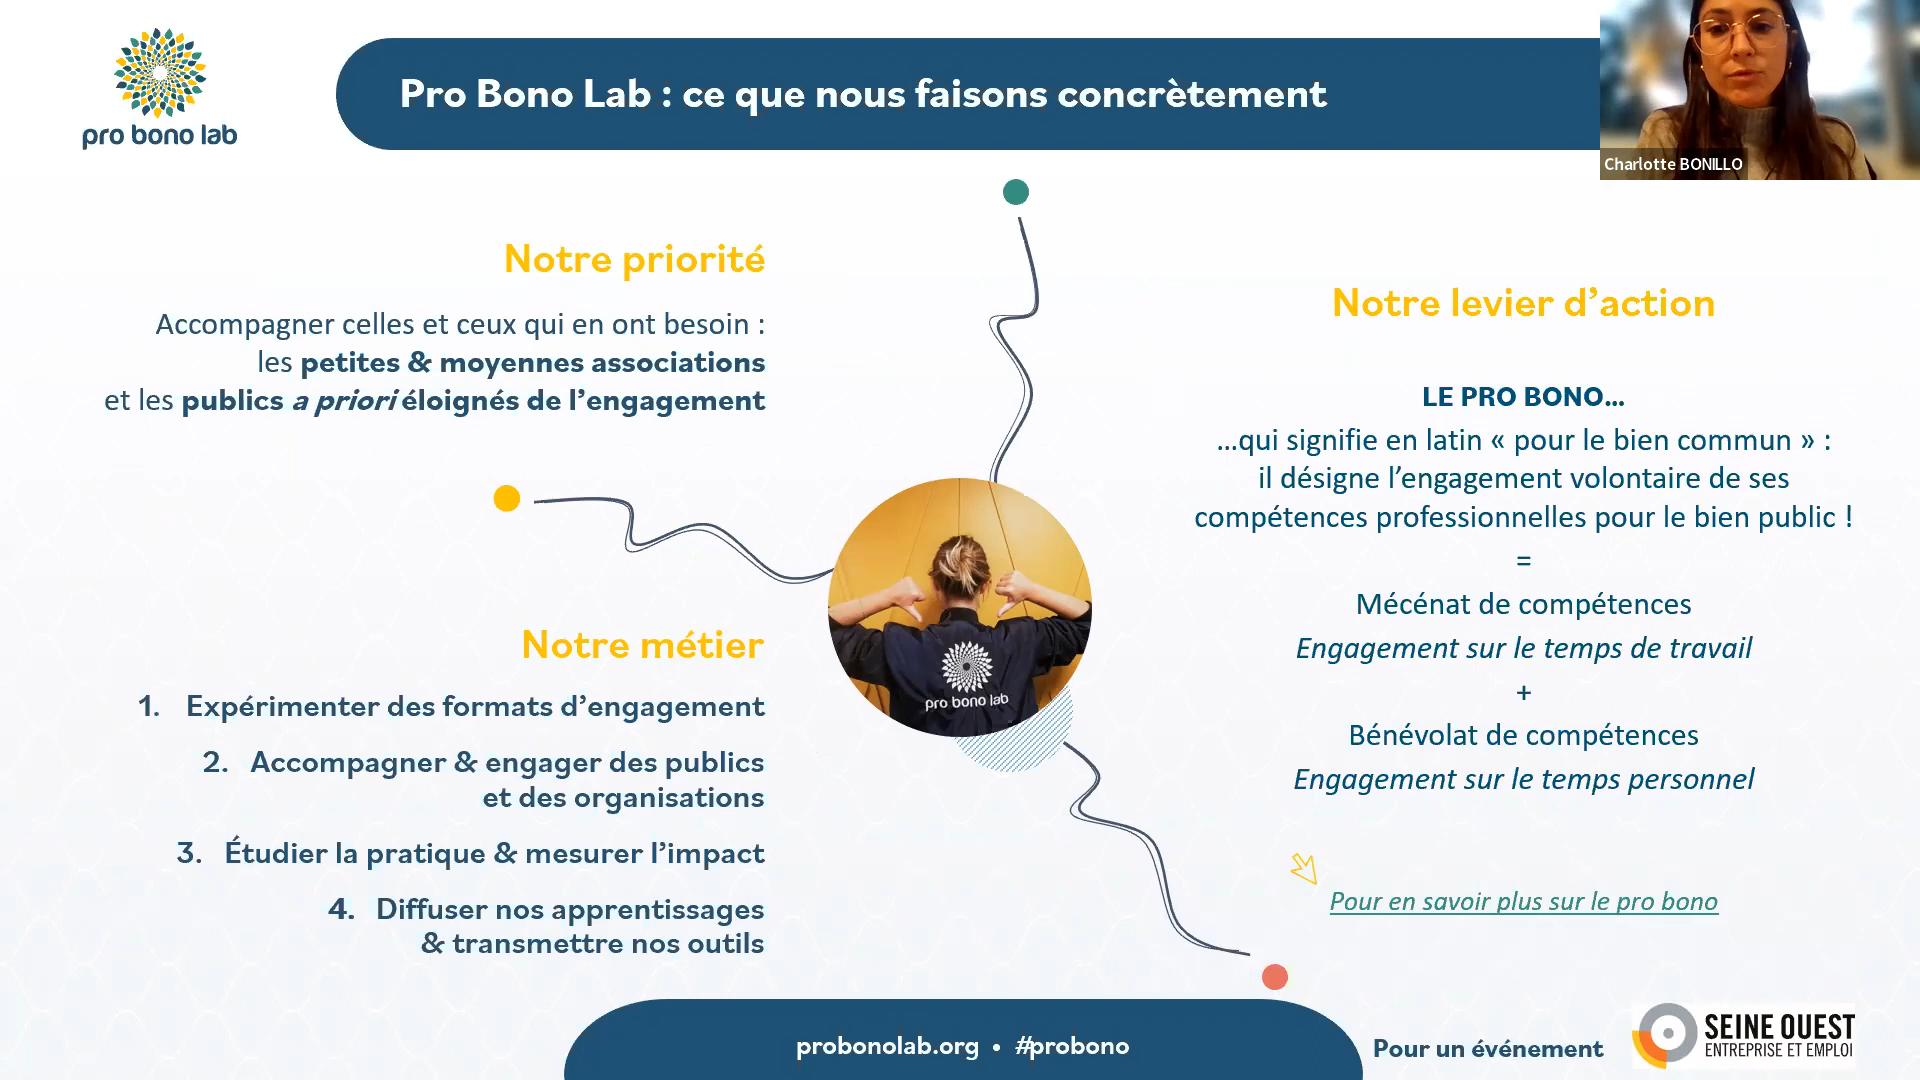 pro bono lab
Pro Bono Lab : ce que nous faisons concrètement
Charlotte BONILLO
Notre priorité
Accompagner celles et ceux qui en ont besoin :
les petites & moyennes associations
et les publics a priori éloignés de l’engagement
Notre métier
1. Expérimenter des formats d’engagement
2. Accompagner & engager des publics
et des organisations
3. Étudier la pratique & mesurer l’impact
4. Diffuser nos apprentissages
& transmettre nos outils
pro bono lab
Notre levier d’action
LE PRO BONO...
...qui signifie en latin « pour le bien commun » :
il désigne l’engagement volontaire de ses
compétences professionnelles pour le bien public !
=
Mécénat de compétences
Engagement sur le temps de travail
+
Bénévolat de compétences
Engagement sur le temps personnel
Pour en savoir plus sur le pro bono
probonolab.org • #probono
Pour un événement
SEINE OUEST
ENTREPRISE ET EMPLOI